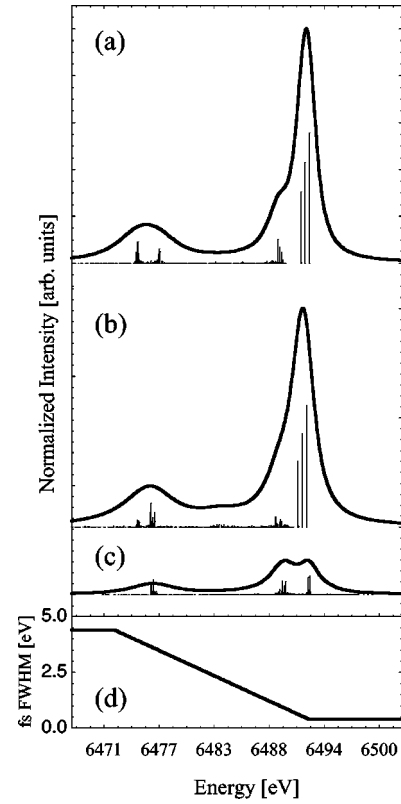 (a)
(b)
(c)
(d)
Normalized Intensity [arb. units]
fs FWHM [eV]
5.0
2.5
0.0
6471 6477 6483 6489 6494 6500
Energy [eV]